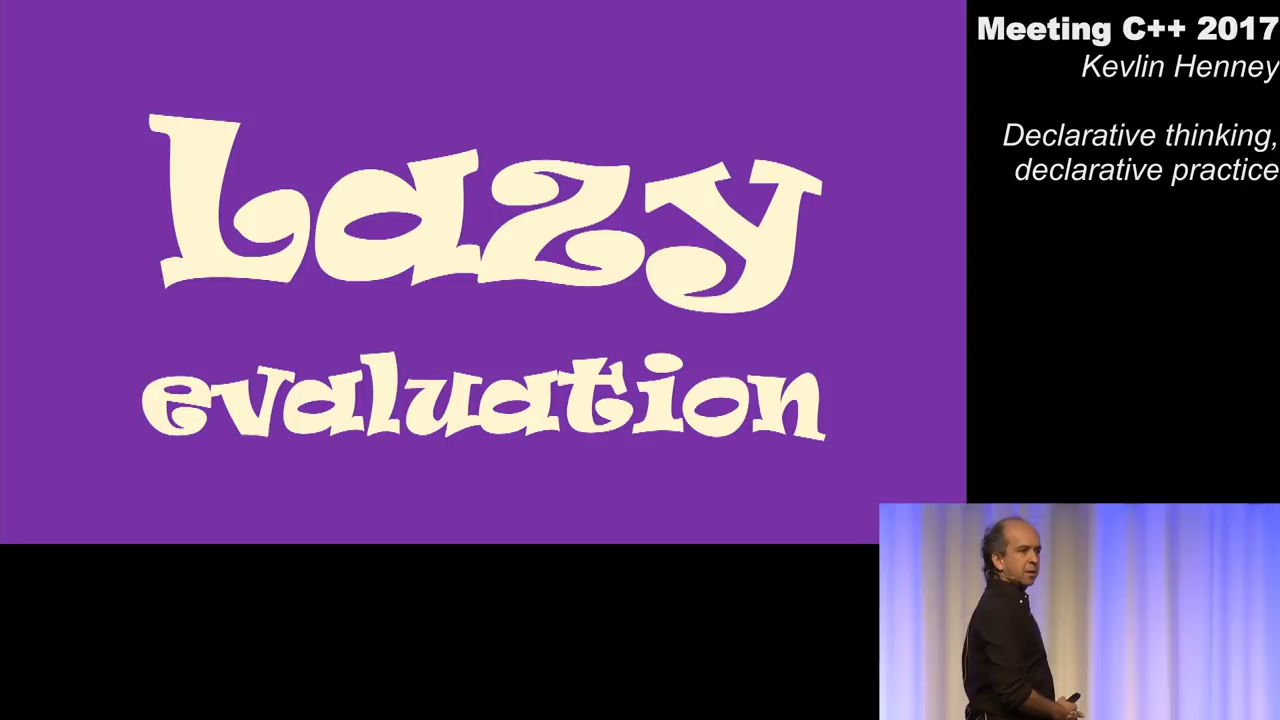 Lazy
evaluation
Meeting C++ 2017
Kevlin Henney
Declarative thinking,
declarative practice